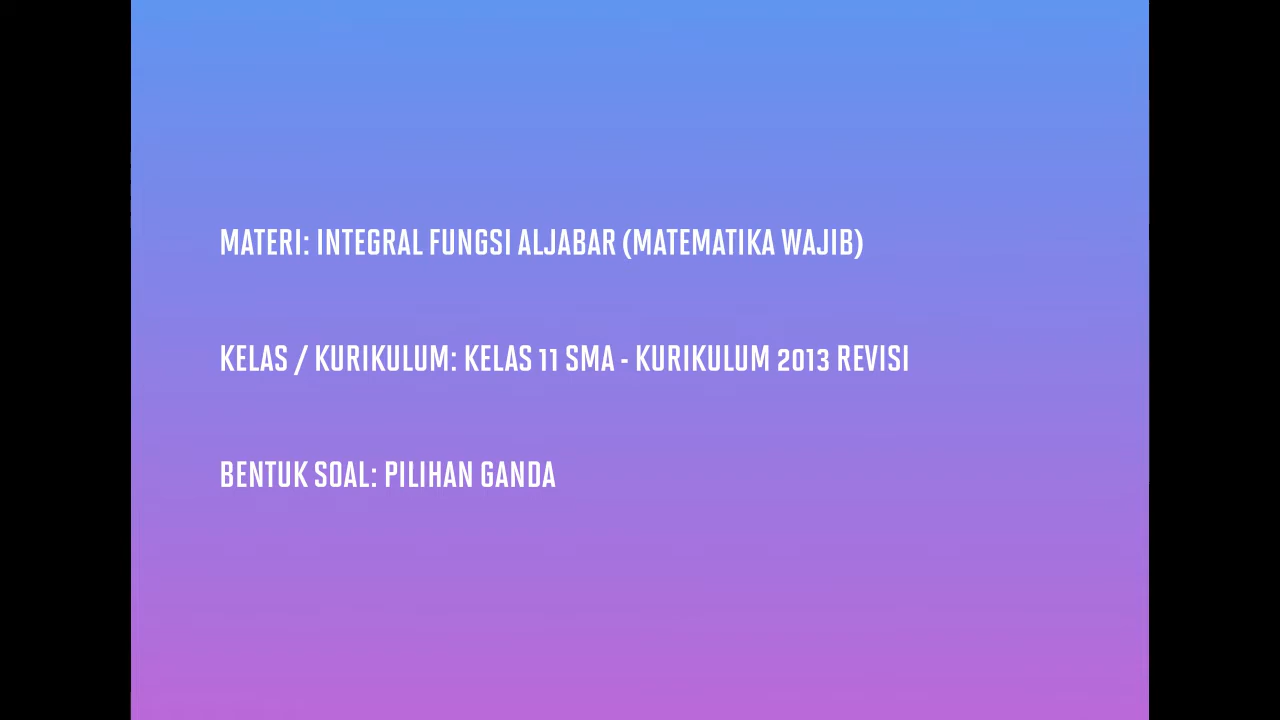 MATERI: INTEGRAL FUNGSI ALJABAR (MATEMATIKA WAJIB)
KELAS / KURIKULUM: KELAS 11 SMA - KURIKULUM 2013 REVISI
BENTUK SOAL: PILIHAN GANDA